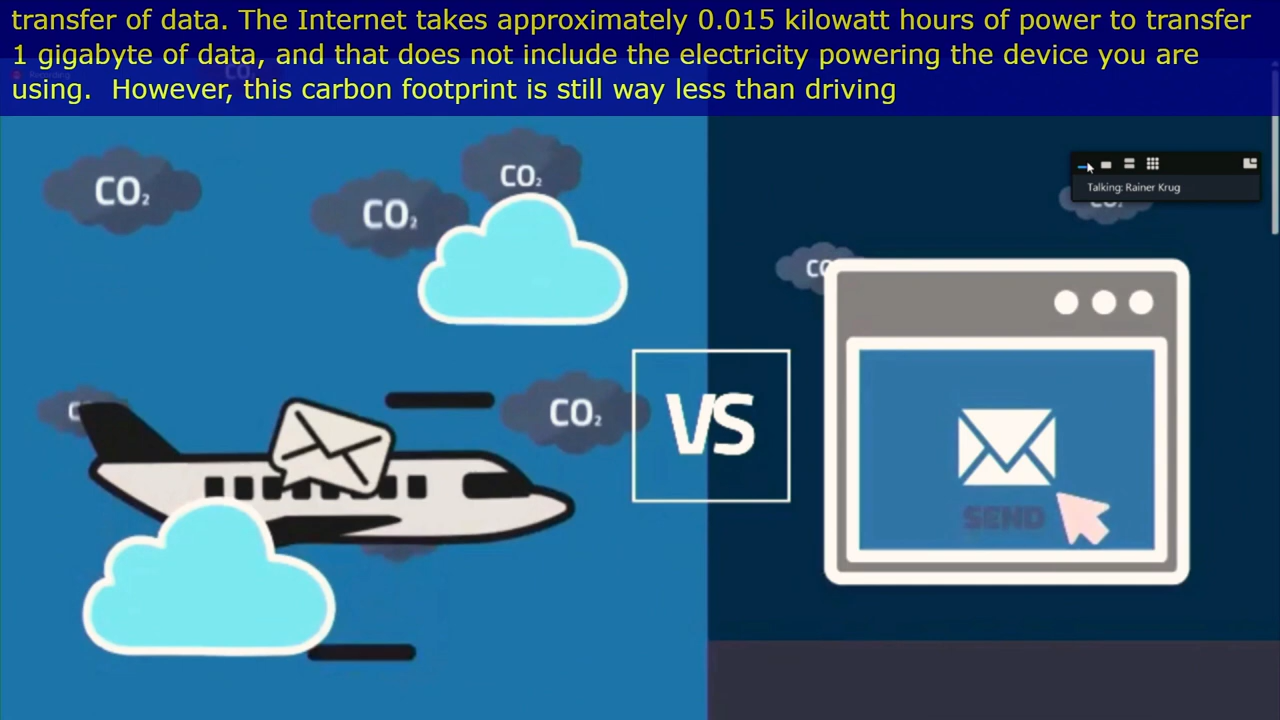 transfer of data. The Internet takes approximately 0.015 kilowatt hours of power to transfer
1 gigabyte of data, and that does not include the electricity powering the device you are
using.  However, this carbon footprint is still way less than driving
Recording
CO₂
CO₂
CO₂
CO₂
Talking: Rainer Krug
VS
SEND